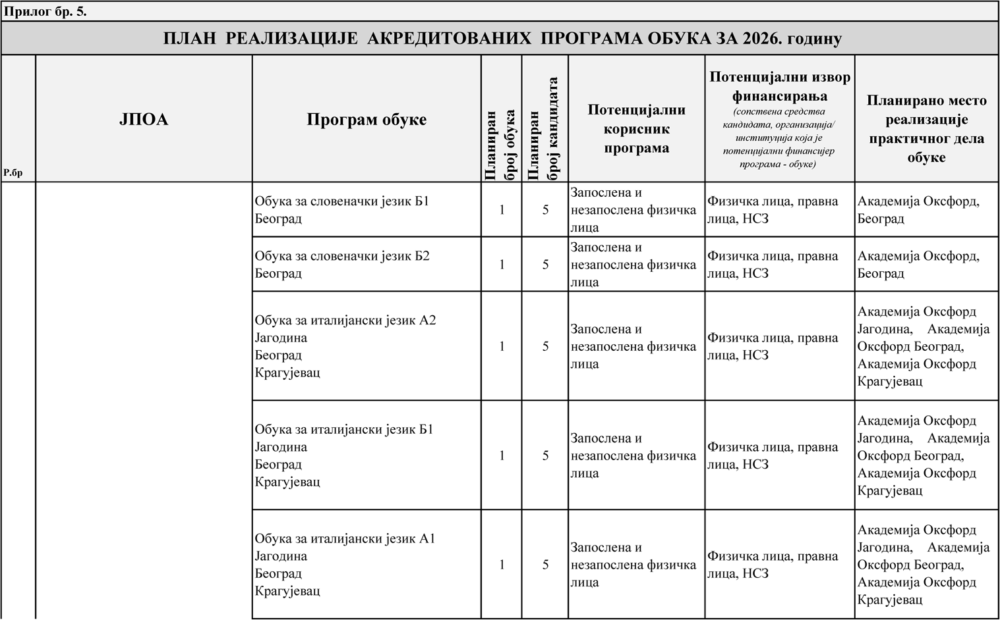 Прилог бр. 5.
ПЛАН РЕАЛИЗАЦИЈЕ АКРЕДИТОВАНИХ ПРОГРАМА ОБУКА ЗА 2026. годину
Р.бр
ЈПОА
Програм обуке
Планиран
број обука
Планиран
број кандидата
Потенцијални
корисник
програма
Потенцијални извор
финансирања
(сопствена средства
кандидата, организација/
институција која је
потенцијални финансијер
програма - обуке)
Планирано место
реализације
практичног дела
обуке
Обука за словеначки језик Б1
Београд
1
5
Запослена и
незапослена физичка
лица
Физичка лица, правна
лица, НСЗ
Академија Оксфорд,
Београд
Обука за словеначки језик Б2
Београд
1
5
Запослена и
незапослена физичка
лица
Физичка лица, правна
лица, НСЗ
Академија Оксфорд,
Београд
Обука за италијански језик А2
Јагодина
Београд
Крагујевац
1
5
Запослена и
незапослена физичка
лица
Физичка лица, правна
лица, НСЗ
Академија Оксфорд
Јагодина, Академија
Оксфорд Београд,
Академија Оксфорд
Крагујевац
Обука за италијански језик Б1
Јагодина
Београд
Крагујевац
1
5
Запослена и
незапослена физичка
лица
Физичка лица, правна
лица, НСЗ
Академија Оксфорд
Јагодина, Академија
Оксфорд Београд,
Академија Оксфорд
Крагујевац
Обука за италијански језик А1
Јагодина
Београд
Крагујевац
1
5
Запослена и
незапослена физичка
лица
Физичка лица, правна
лица, НСЗ
Академија Оксфорд
Јагодина, Академија
Оксфорд Београд,
Академија Оксфорд
Крагујевац